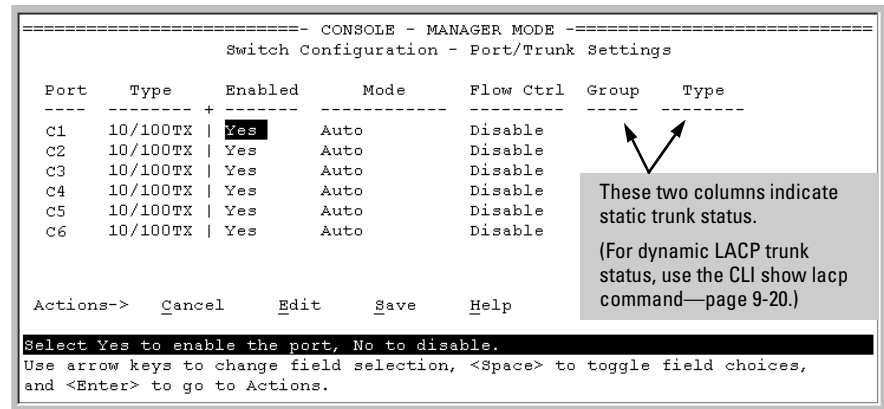 ==========================- CONSOLE - MANAGER MODE -============================
Switch Configuration - Port/Trunk Settings
Port Type Enabled Mode Flow Ctrl Group Type
---- -------- + ------- ------------ --------- ----- --------
C1 10/100TX | Yes Auto Disable
C2 10/100TX | Yes Auto Disable
C3 10/100TX | Yes Auto Disable
C4 10/100TX | Yes Auto Disable
C5 10/100TX | Yes Auto Disable
C6 10/100TX | Yes Auto Disable
These two columns indicate
static trunk status.
(For dynamic LACP trunk
status, use the CLI show lacp
command—page 9-20.)
Actions-> Cancel Edit Save Help
Select Yes to enable the port, No to disable.
Use arrow keys to change field selection, <Space> to toggle field choices,
and <Enter> to go to Actions.